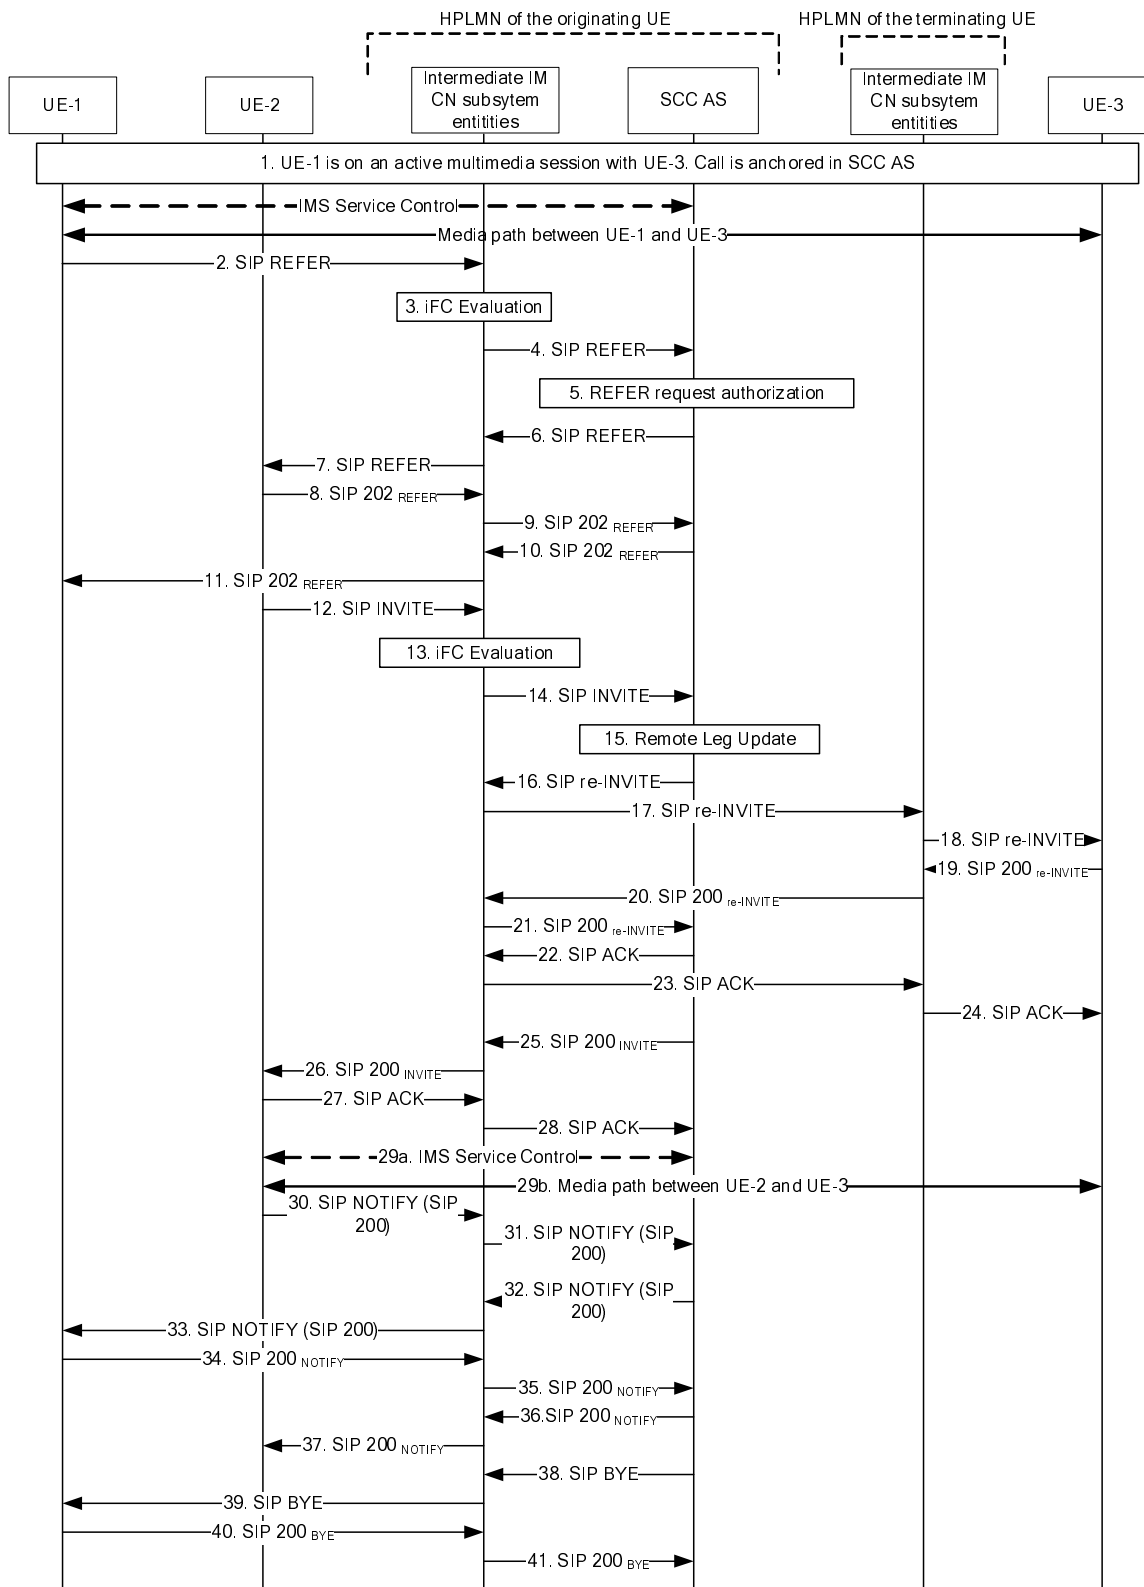 HPLMN of the originating UE
HPLMN of the terminating UE
UE-1
UE-2
Intermediate IM
CN subsytem
entities
SCC AS
Intermediate IM
CN subsytem
entities
UE-3
1. UE-1 is on an active multimedia session with UE-3. Call is anchored in SCC AS
IMS Service Control
Media path between UE-1 and UE-3
2. SIP REFER
3. iFC Evaluation
4. SIP REFER
5. REFER request authorization
6. SIP REFER
7. SIP REFER
8. SIP 202 REFER
9. SIP 202 REFER
10. SIP 202 REFER
11. SIP 202 REFER
12. SIP INVITE
13. iFC Evaluation
14. SIP INVITE
15. Remote Leg Update
16. SIP re-INVITE
17. SIP re-INVITE
18. SIP re-INVITE
19. SIP 200 re-INVITE
20. SIP 200 re-INVITE
21. SIP 200 re-INVITE
22. SIP ACK
23. SIP ACK
24. SIP ACK
25. SIP 200 INVITE
26. SIP 200 INVITE
27. SIP ACK
28. SIP ACK
29a. IMS Service Control
29b. Media path between UE-2 and UE-3
30. SIP NOTIFY (SIP
200)
31. SIP NOTIFY (SIP
200)
32. SIP NOTIFY (SIP
200)
33. SIP NOTIFY (SIP 200)
34. SIP 200 NOTIFY
35. SIP 200 NOTIFY
36.SIP 200 NOTIFY
37. SIP 200 NOTIFY
38. SIP BYE
39. SIP BYE
40. SIP 200 BYE
41. SIP 200 BYE